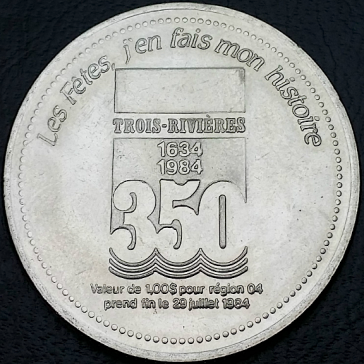 Les Fêtes, j'en fais mon histoire
TROIS-RIVIÈRES
1634
1984
350
Valeur de 1,00$ pour région 04
prend fin le 29 juillet 1984